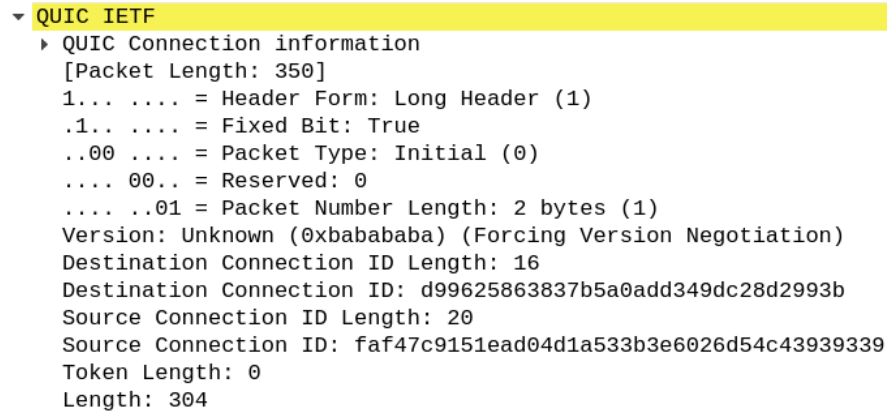 QUIC IETF
QUIC Connection information
[Packet Length: 350]
1... .... = Header Form: Long Header (1)
.1.. .... = Fixed Bit: True
..00 .... = Packet Type: Initial (0)
.... 00.. = Reserved: 0
.... ..01 = Packet Number Length: 2 bytes (1)
Version: Unknown (0xbabababa) (Forcing Version Negotiation)
Destination Connection ID Length: 16
Destination Connection ID: d99625863837b5a0add349dc28d2993b
Source Connection ID Length: 20
Source Connection ID: faf47c9151ead04d1a533b3e6026d54c43939339
Token Length: 0
Length: 304